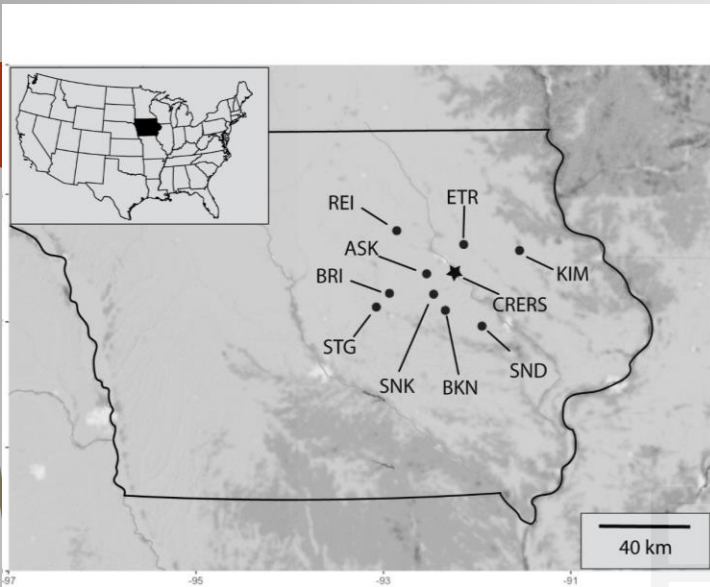 REI
ETR
ASK
KIM
BRI
CRERS
STG
SND
SNK
BKN
40 km
-97
-95
-93
-91